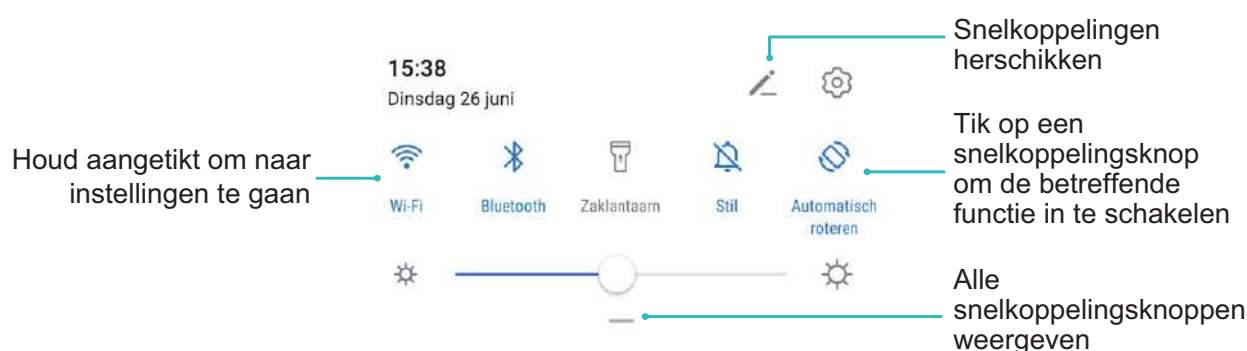 Snelkoppelingen
herschikken
15:38
Dinsdag 26 juni
Houd aangetikt om naar
instellingen te gaan
Tik op een
snelkoppelingsknop
om de betreffende
functie in te schakelen
Wi-Fi
Bluetooth
Zaklantaarn
Stil
Automatisch
roteren
Alle
snelkoppelingsknoppen
weergeven